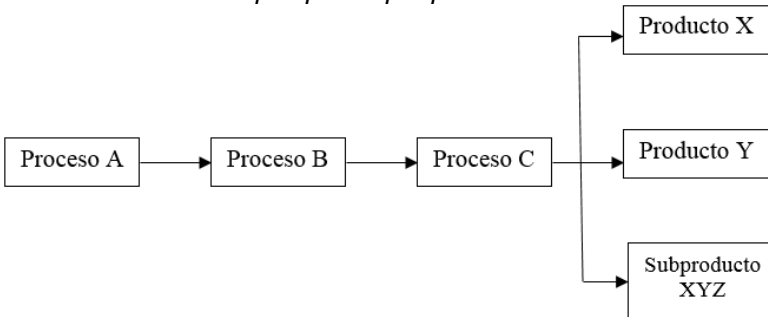 Producto X
Proceso A
Proceso B
Proceso C
Producto Y
Subproducto
XYZ